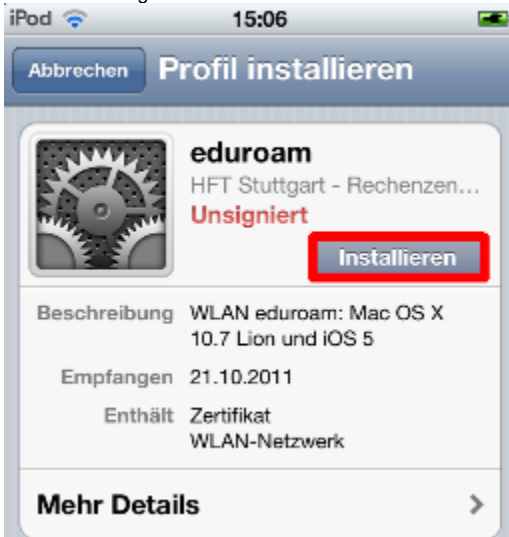 iPod 15:06
Abbrechen Profil installieren
eduroam
HFT Stuttgart - Rechenzen...
Unsigniert
Installieren
Beschreibung WLAN eduroam: Mac OS X
10.7 Lion und iOS 5
Empfangen 21.10.2011
Enthält Zertifikat
WLAN-Netzwerk
Mehr Details